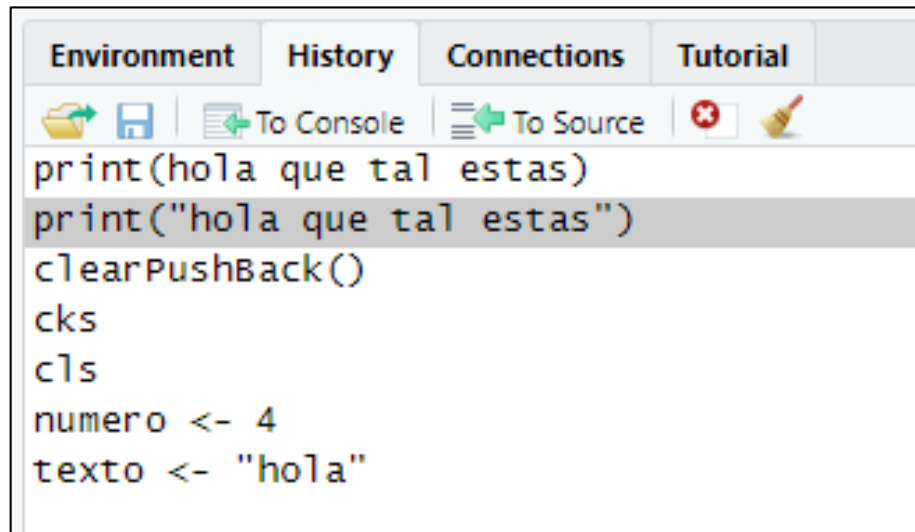 Environment History Connections Tutorial
To Console To Source
print(hola que tal estas)
print("hola que tal estas")
clearPushBack()
cks
cls
numero <- 4
texto <- "hola"